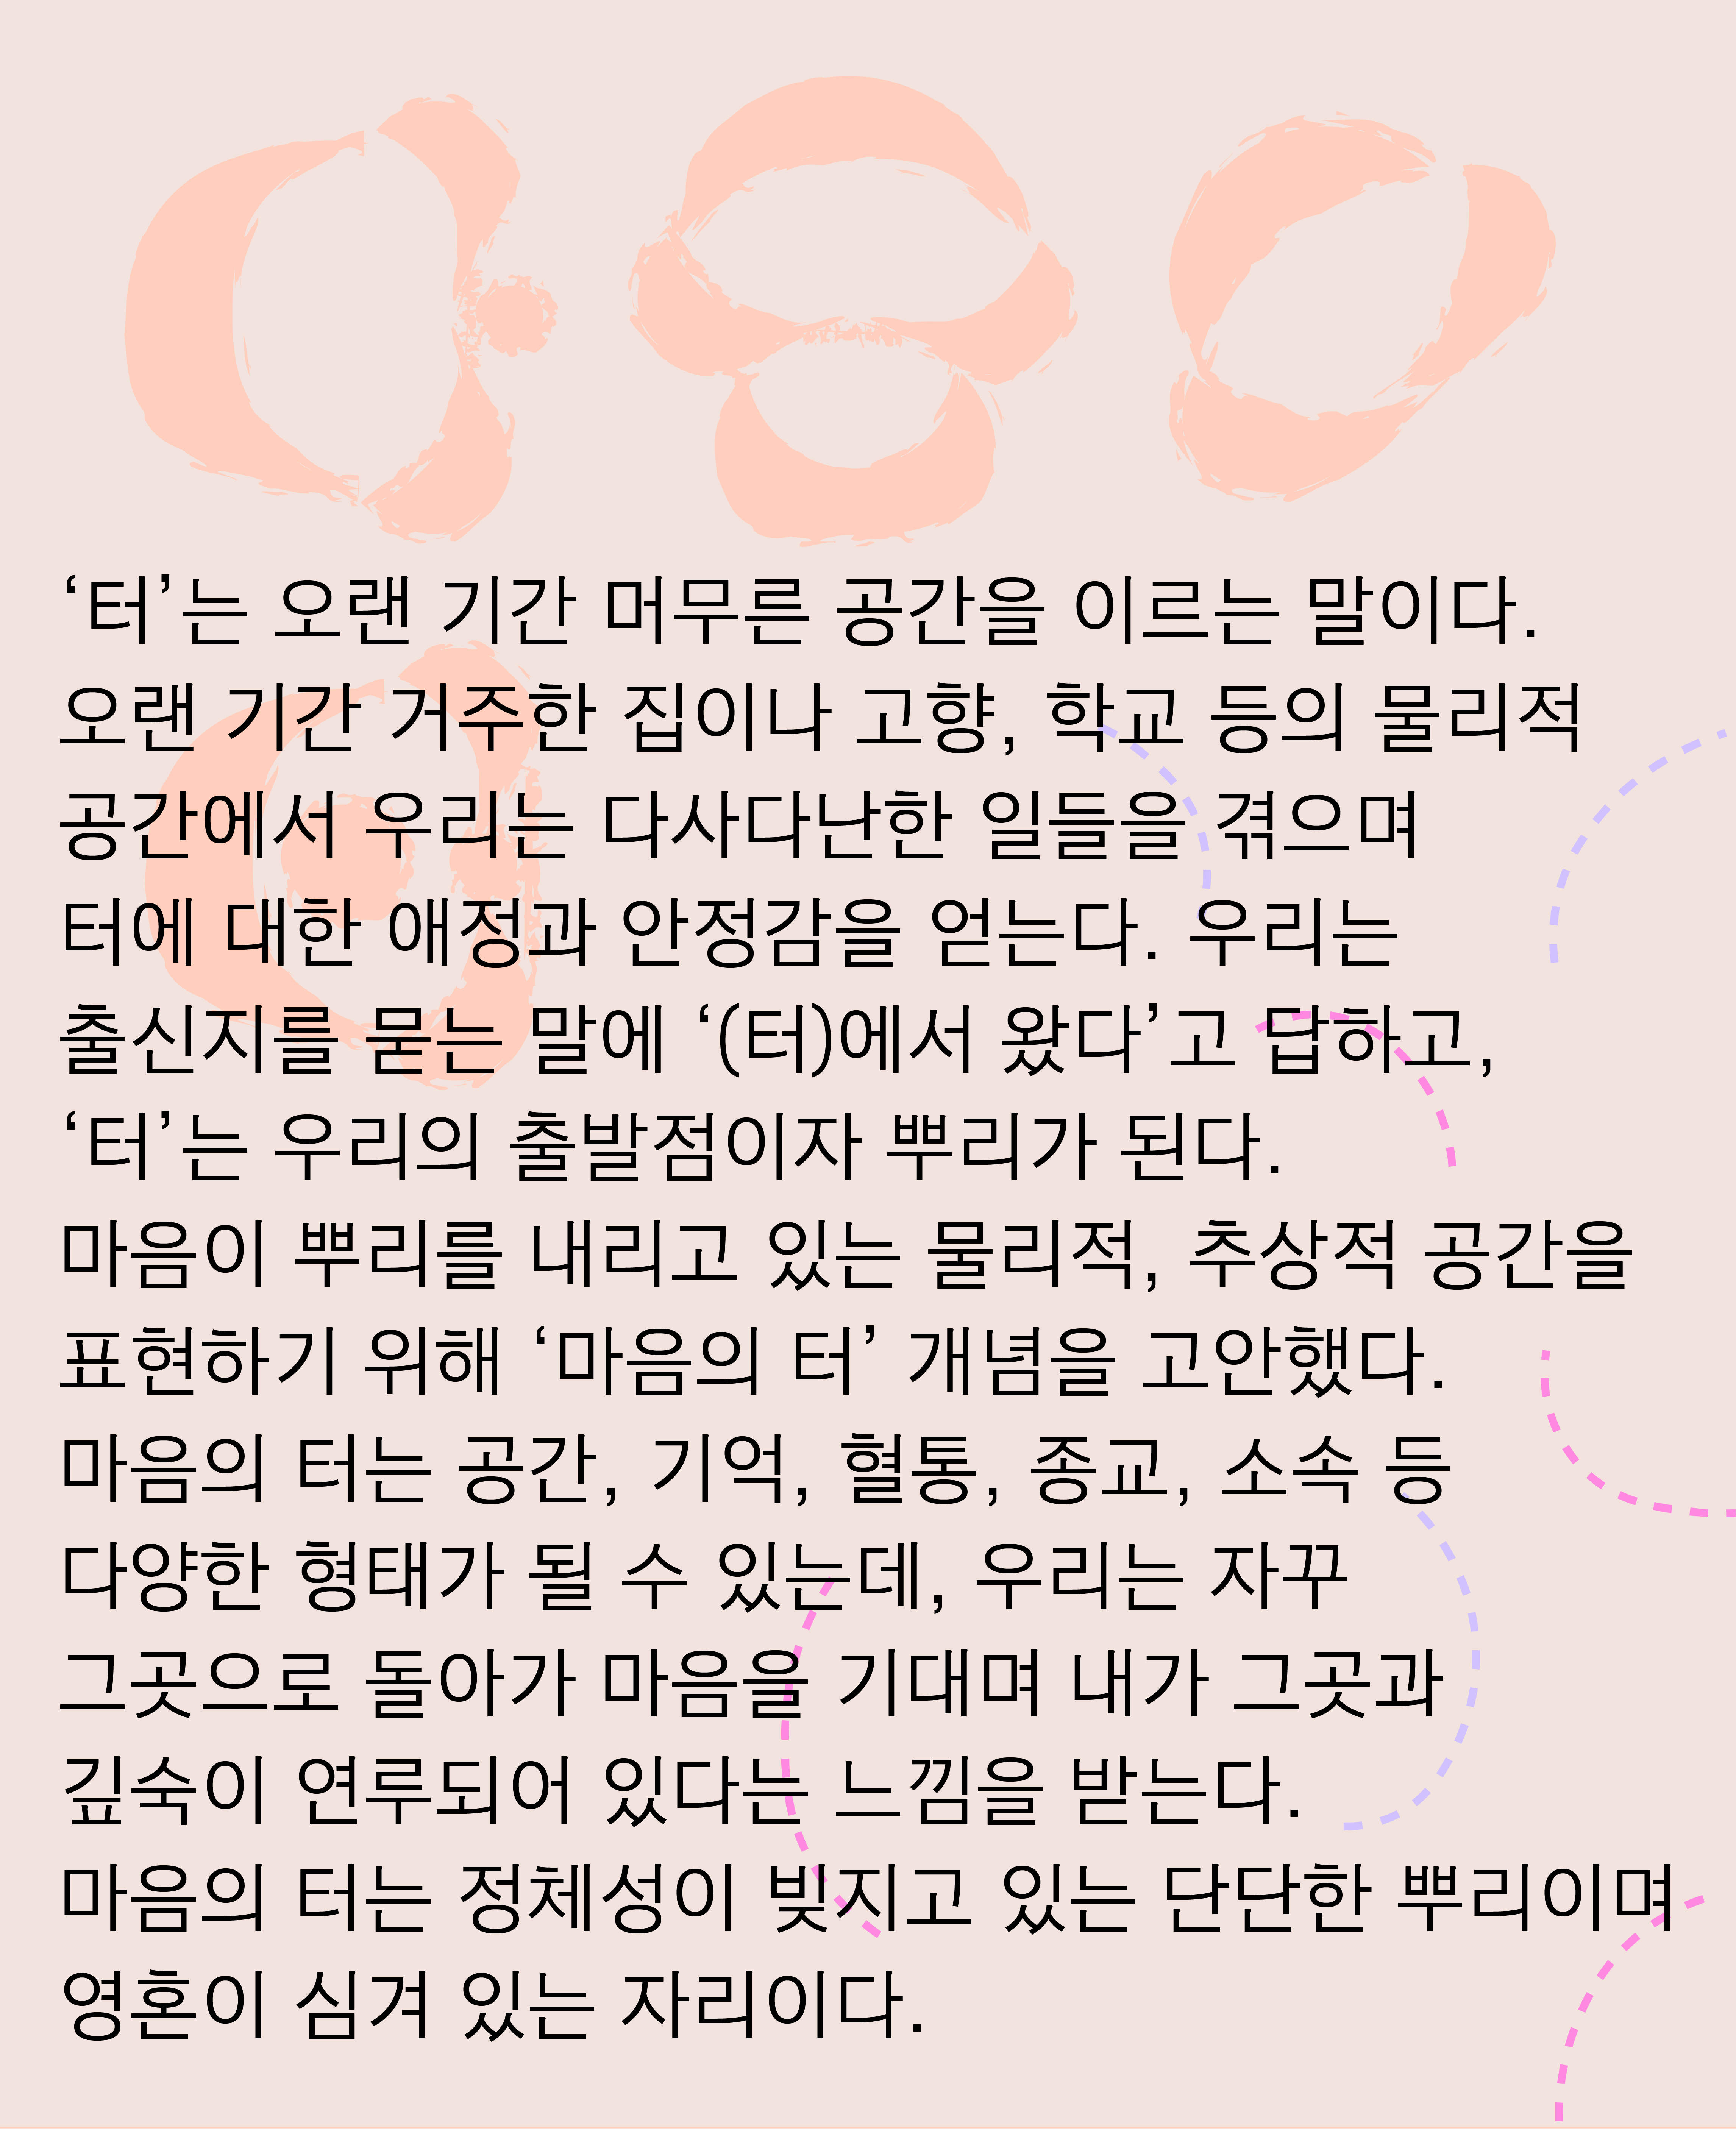 ‘터’는 오랜 기간 머무른 공간을 이르는 말이다.
오랜 기간 거주한 집이나 고향, 학교 등의 물리적
공간에서 우리는 다사다난한 일들을 겪으며
터에 대한 애정과 안정감을 얻는다. 우리는
출신지를 묻는 말에 ‘(터)에서 왔다’고 답하고,
‘터’는 우리의 출발점이자 뿌리가 된다.
마음이 뿌리를 내리고 있는 물리적, 추상적 공간을
표현하기 위해 ‘마음의 터’ 개념을 고안했다.
마음의 터는 공간, 기억, 혈통, 종교, 소속 등
다양한 형태가 될 수 있는데, 우리는 자꾸
그곳으로 돌아가 마음을 기대며 내가 그곳과
깊숙이 연루되어 있다는 느낌을 받는다.
마음의 터는 정체성이 빚지고 있는 단단한 뿌리이며
영혼이 심겨 있는 자리이다.